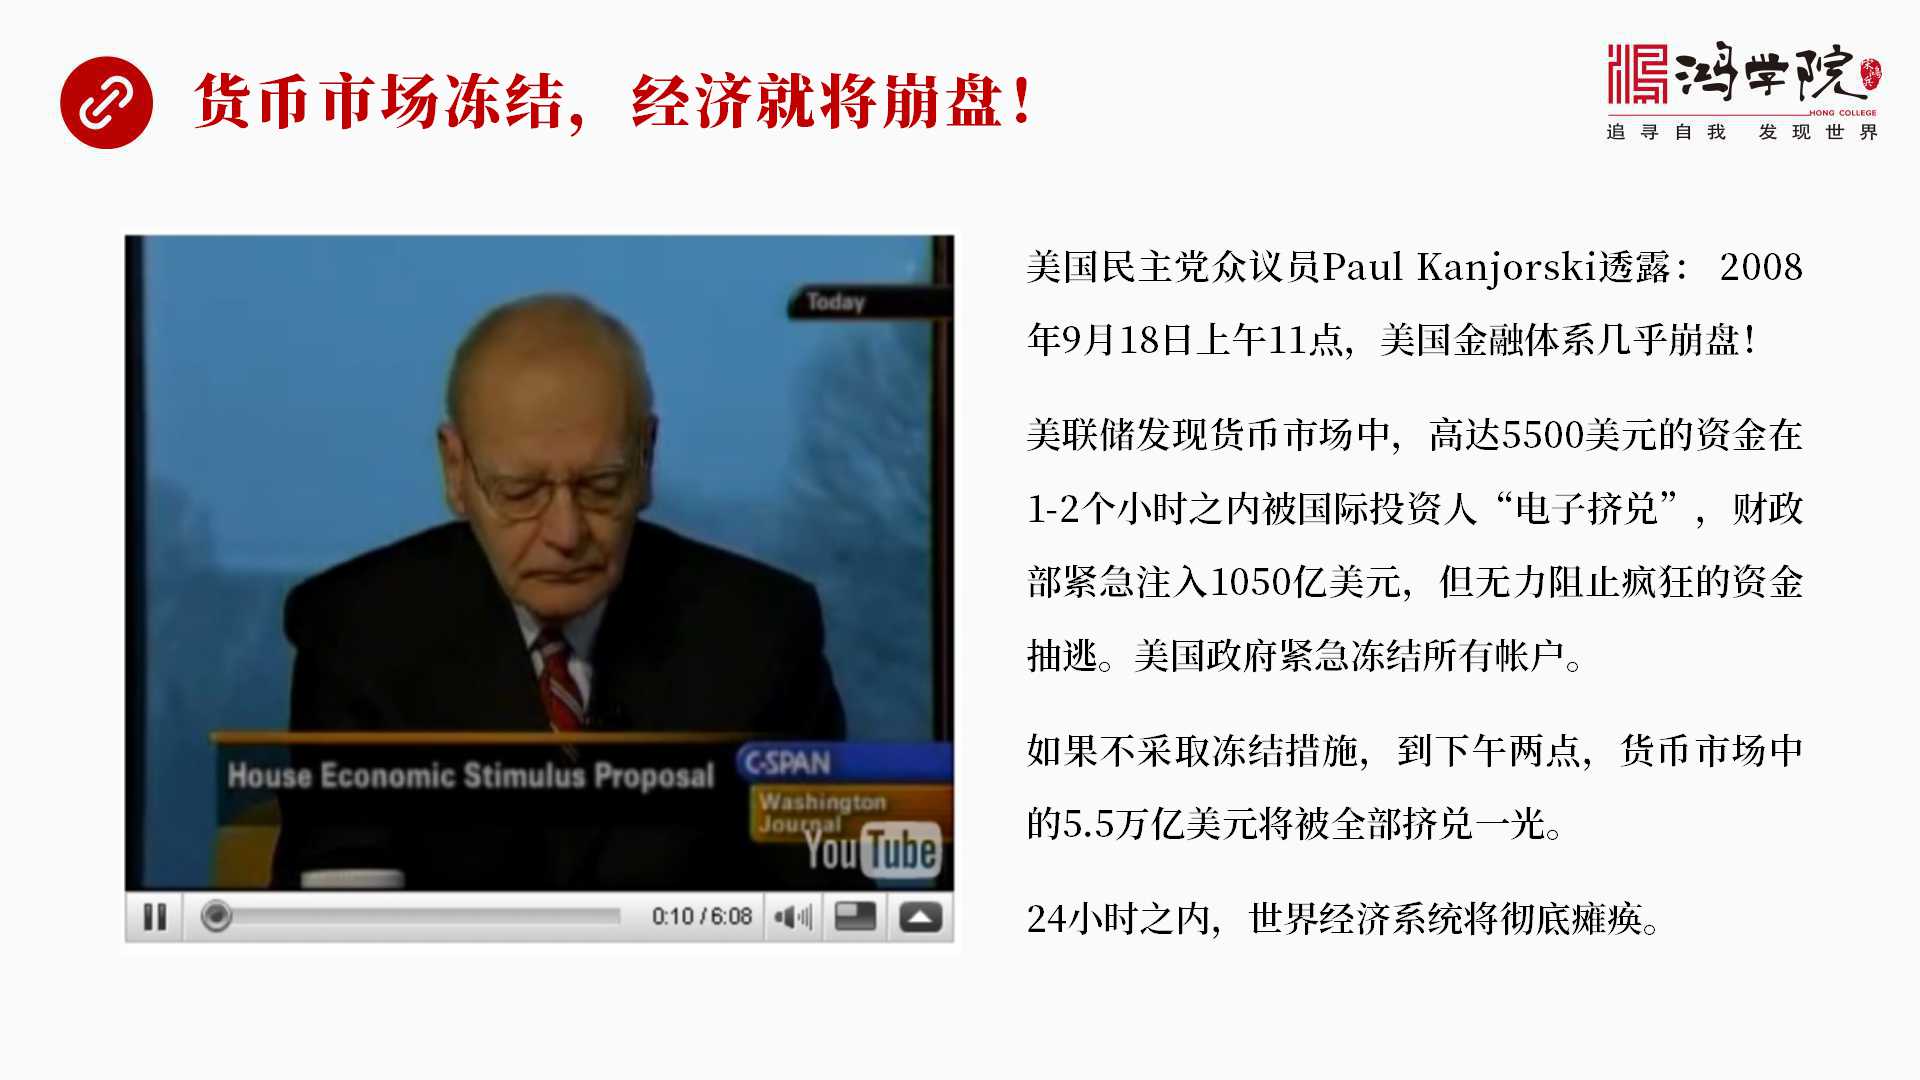 货币市场冻结，经济就将崩盘！
鸿学院
宋鸿兵
HONG COLLEGE
追寻自我 发现世界
Today
House Economic Stimulus Proposal
C-SPAN
Washington
Journal
YouTube
0:10 / 6:08
美国民主党众议员Paul Kanjorski透露： 2008
年9月18日上午11点，美国金融体系几乎崩盘！
美联储发现货币市场中，高达5500美元的资金在
1-2个小时之内被国际投资人“电子挤兑”，财政
部紧急注入1050亿美元，但无力阻止疯狂的资金
抽逃。美国政府紧急冻结所有帐户。
如果不采取冻结措施，到下午两点，货币市场中
的5.5万亿美元将被全部挤兑一光。
24小时之内，世界经济系统将彻底瘫痪。